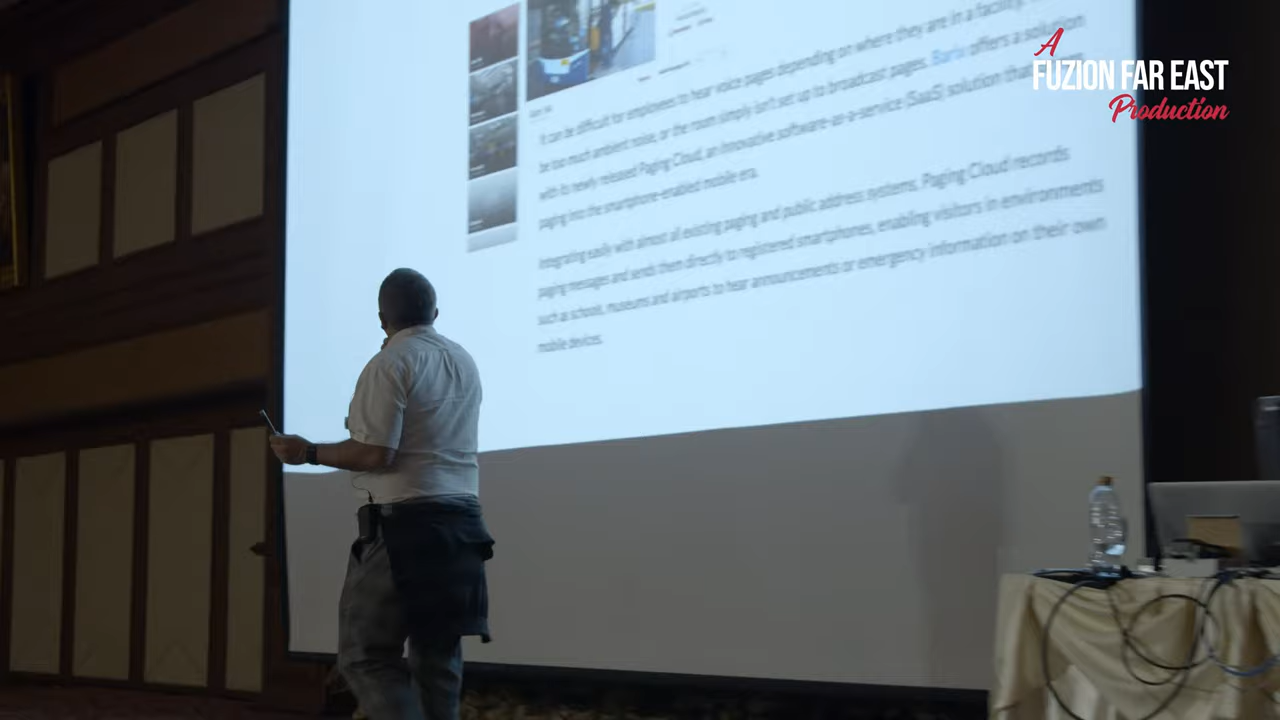 A
FUZION FAR EAST
Production
It can be difficult for employees to hear voice pages depending on where they are in a facility.
be too much ambient noise, or the room simply isn't set up to broadcast pages. Barix offers a solution
with its newly released Paging Cloud, an innovative software-as-a-service (SaaS) solution that
paging into the smartphone-enabled mobile era.
Integrating easily with almost all existing paging and public address systems, Paging Cloud records
paging messages and sends them directly to registered smartphones, enabling visitors in environments
such as schools, museums and airports to hear announcements or emergency information on their own
mobile devices.